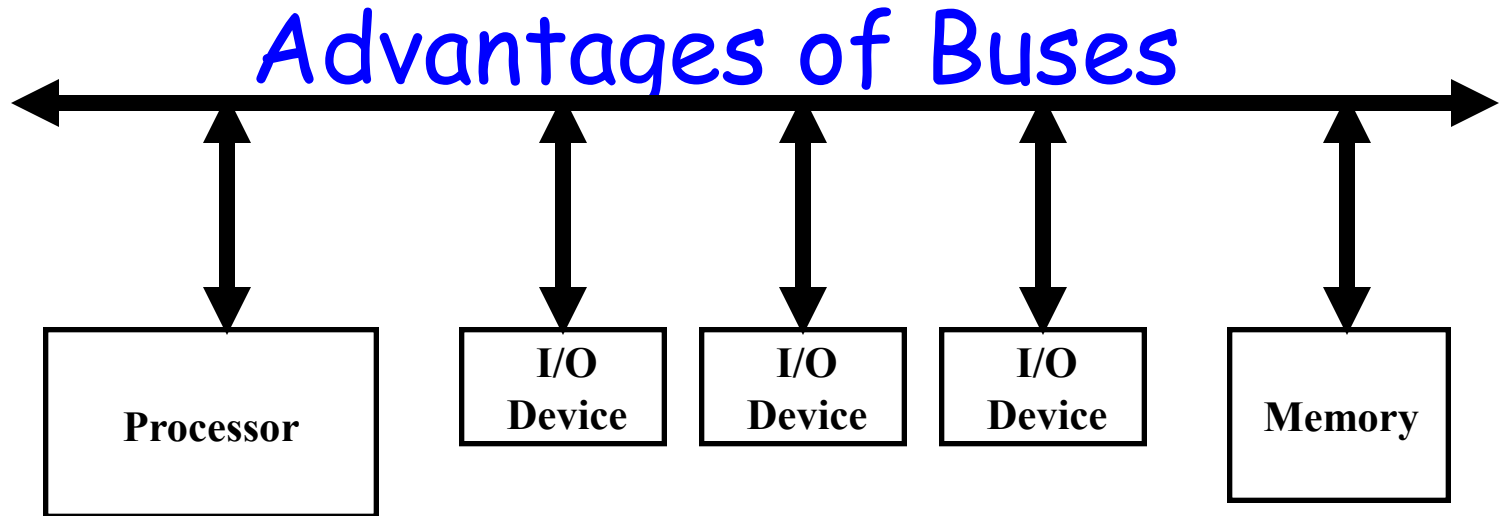 Advantages of Buses
Processor
I/O
Device
I/O
Device
I/O
Device
Memory